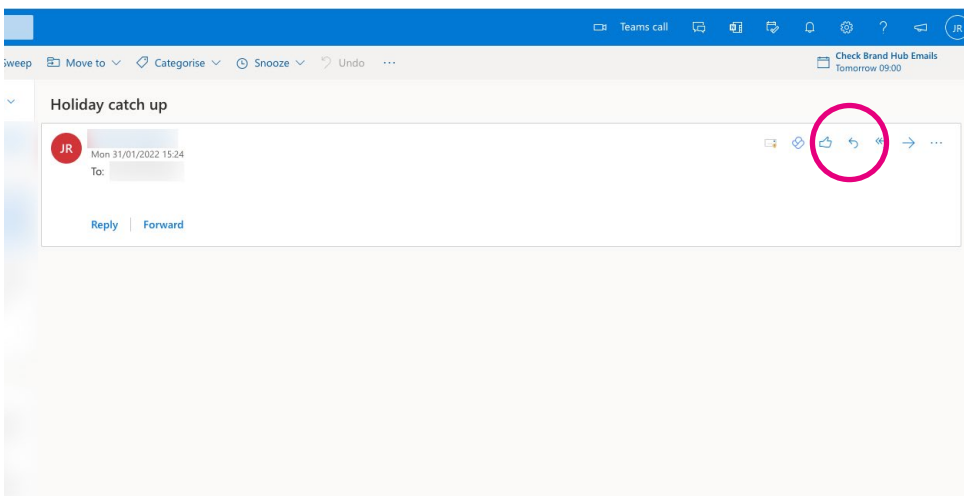 Teams call
JR
Sweep Move to Categorise Snooze Undo ...
Check Brand Hub Emails
Tomorrow 09:00
Holiday catch up
JR
Mon 31/01/2022 15:24
To:
Reply Forward